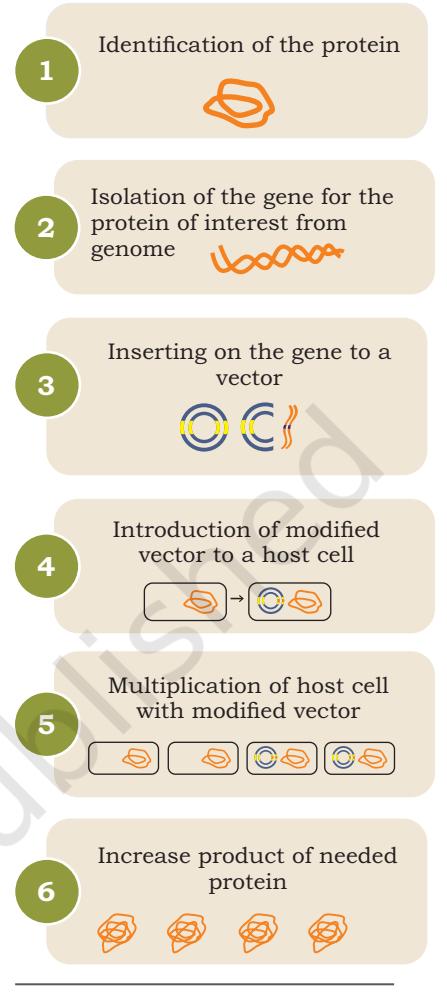 1
Identification of the protein
2
Isolation of the gene for the
protein of interest from
genome
3
Inserting on the gene to a
vector
4
Introduction of modified
vector to a host cell
5
Multiplication of host cell
with modified vector
6
Increase product of needed
protein